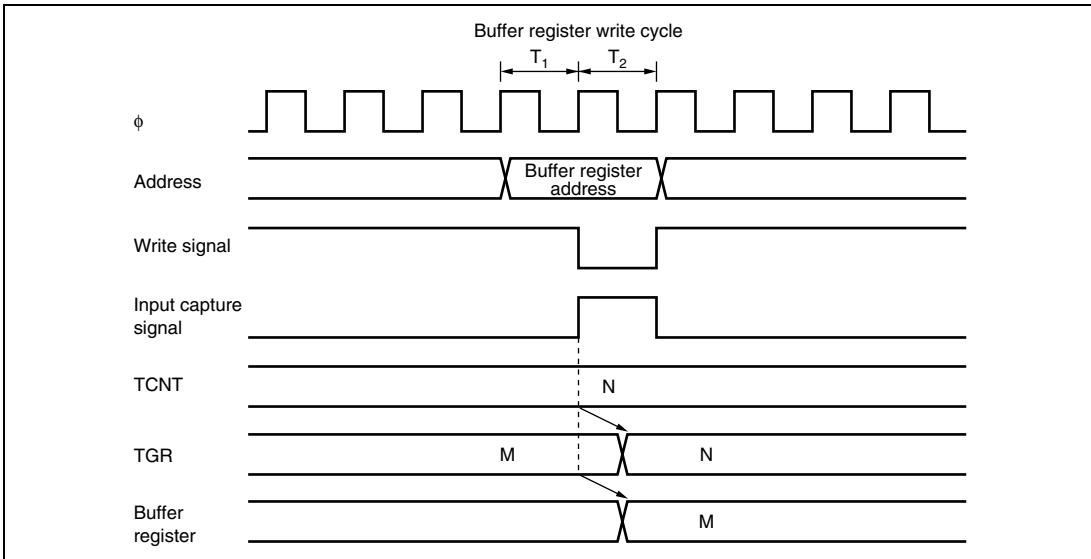 Buffer register write cycle
T1 T2
φ
Address
Buffer register
address
Write signal
Input capture
signal
TCNT
N
TGR
M N
Buffer
register
M